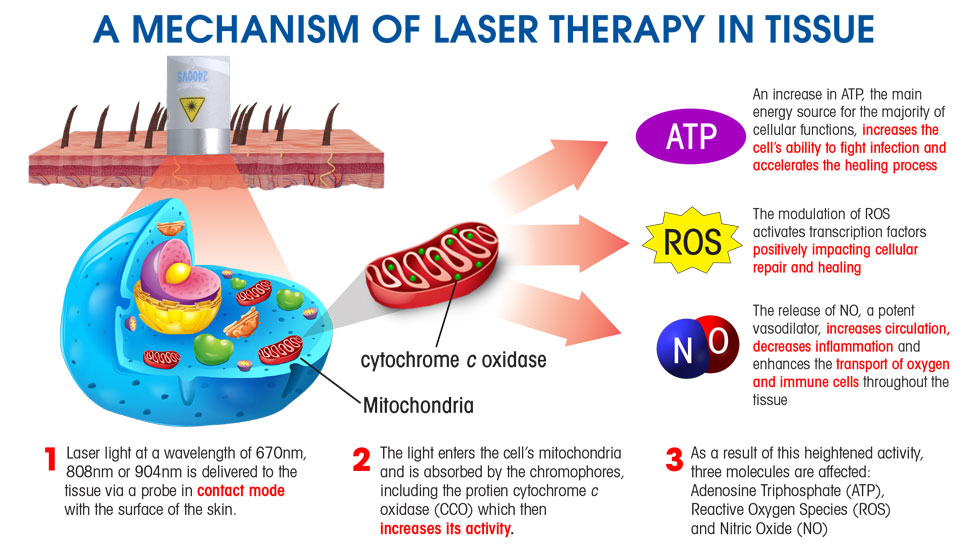 A MECHANISM OF LASER THERAPY IN TISSUE
2400VS
ATP
An increase in ATP, the main
energy source for the majority of
cellular functions, increases the
cell's ability to fight infection and
accelerates the healing process
ROS
The modulation of ROS
activates transcription factors
positively impacting cellular
repair and healing
N O
The release of NO, a potent
vasodilator, increases circulation,
decreases inflammation and
enhances the transport of oxygen
and immune cells throughout the
tissue
cytochrome c oxidase
Mitochondria
1 Laser light at a wavelength of 670nm,
808nm or 904nm is delivered to the
tissue via a probe in contact mode
with the surface of the skin.
2 The light enters the cell's mitochondria
and is absorbed by the chromophores,
including the protien cytochrome c
oxidase (CCO) which then
increases its activity.
3 As a result of this heightened activity,
three molecules are affected:
Adenosine Triphosphate (ATP),
Reactive Oxygen Species (ROS)
and Nitric Oxide (NO)